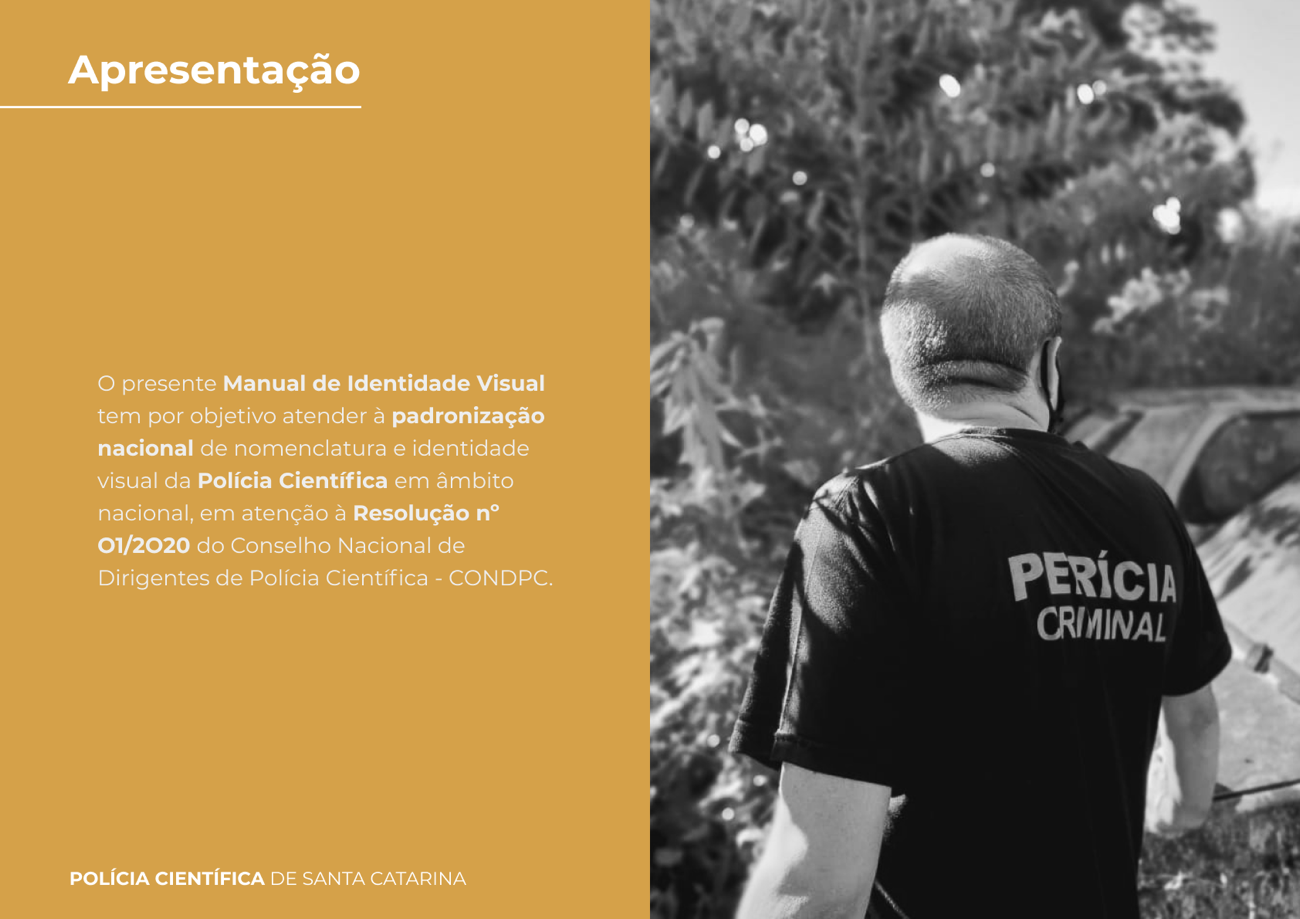 Apresentação
O presente Manual de Identidade Visual
tem por objetivo atender à padronização
nacional de nomenclatura e identidade
visual da Polícia Científica em âmbito
nacional, em atenção à Resolução nº
01/2020 do Conselho Nacional de
Dirigentes de Polícia Científica - CONDPC.
POLÍCIA CIENTÍFICA DE SANTA CATARINA
PERÍCIA
CRIMINAL